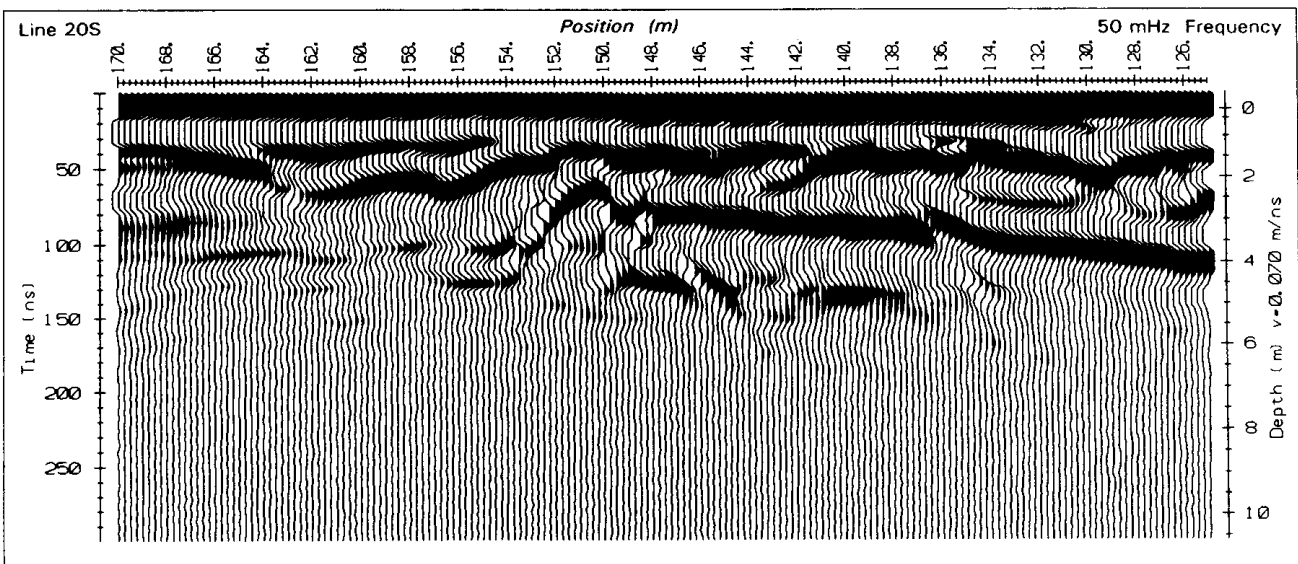 Line 20S
Position (m)
50 mHz Frequency
170. 168. 166. 164. 162. 160. 158. 156. 154. 152. 150. 148. 146. 144. 142. 140. 138. 136. 134. 132. 130. 128. 126.
Time (ns)
50
100
150
200
250
0
2
4
6
8
10
Depth (m) v=0.070 m/ns